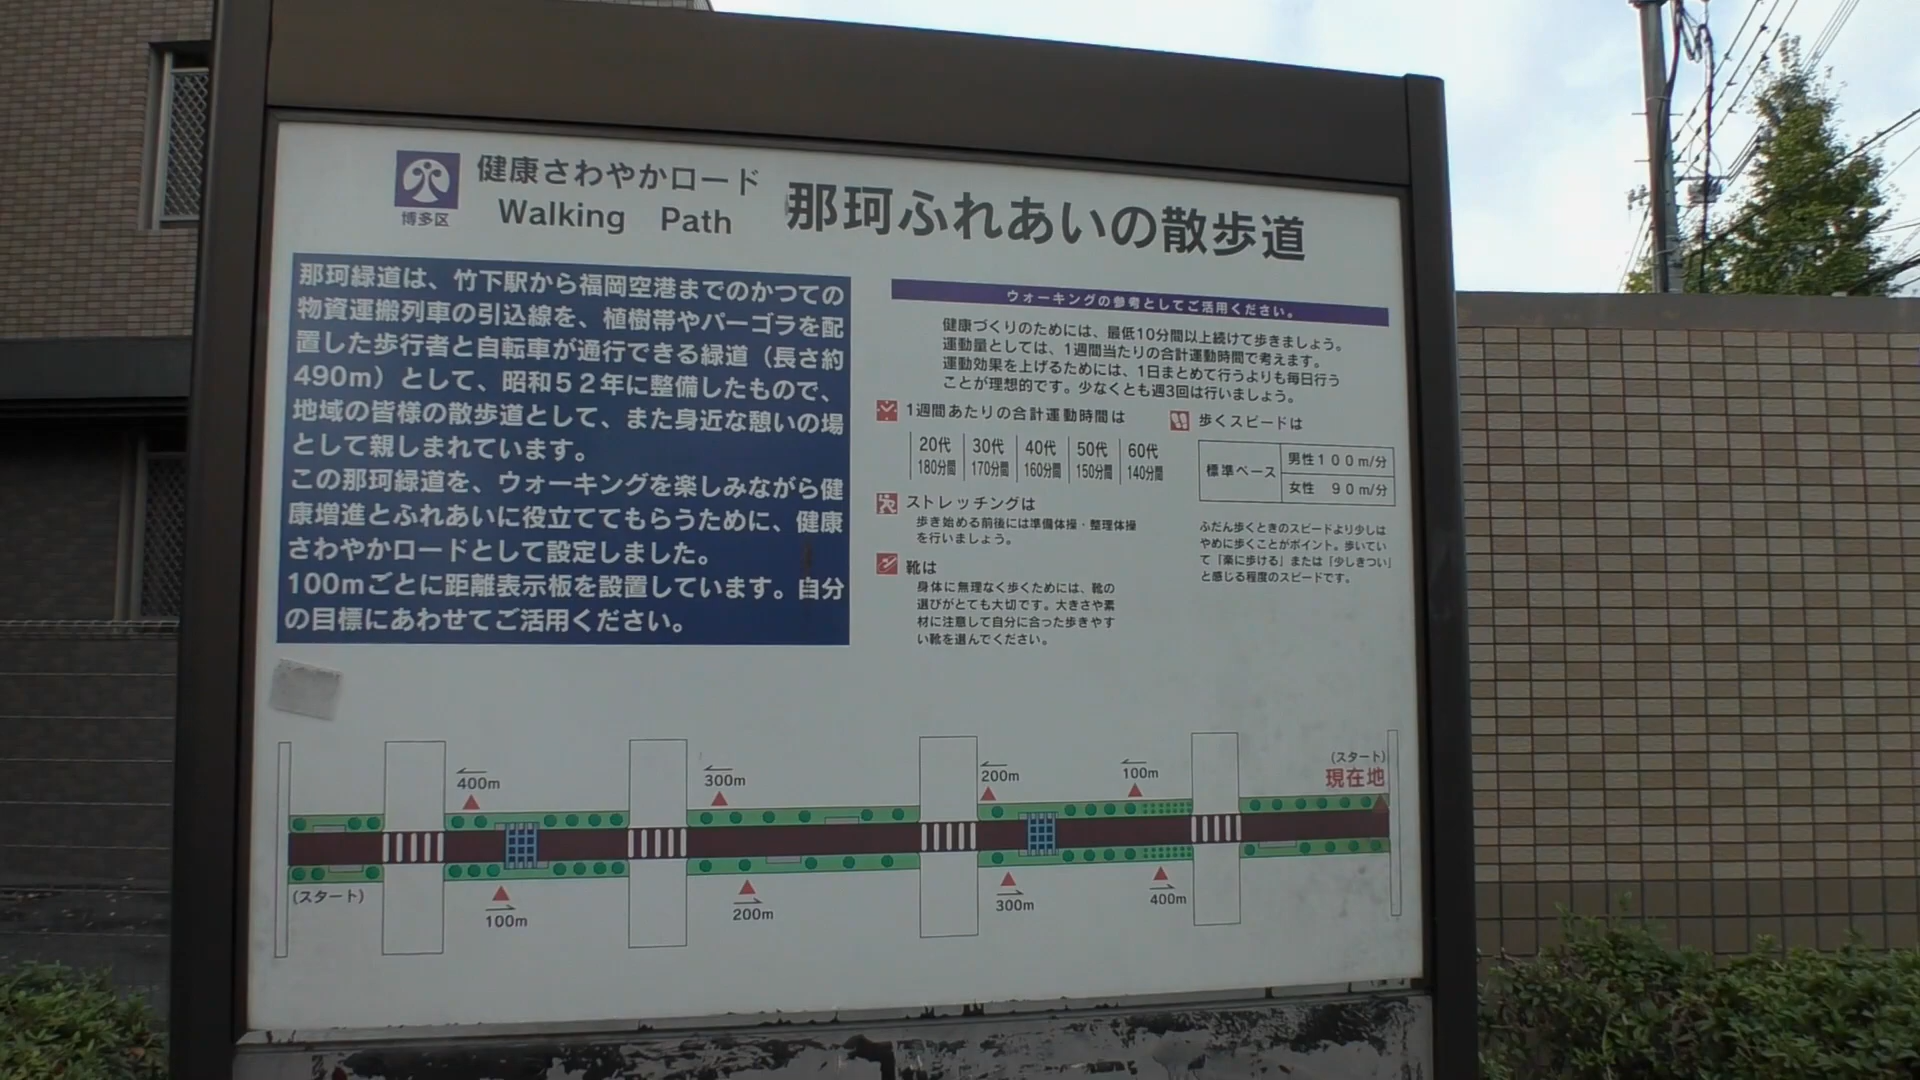 博多区
健康さわやかロード
Walking Path
那珂ふれあいの散歩道
那珂緑道は、竹下駅から福岡空港までのかつての
物資運搬列車の引込線を、植樹帯やパーゴラを配
置した歩行者と自転車が通行できる緑道（長さ約
490m）として、昭和52年に整備したもので、
地域の皆様の散歩道として、また身近な憩いの場
として親しまれています。
この那珂緑道を、ウォーキングを楽しみながら健
康増進とふれあいに役立ててもらうために、健康
さわやかロードとして設定しました。
100mごとに距離表示板を設置しています。自分
の目標にあわせてご活用ください。
ウォーキングの参考としてご活用ください。
健康づくりのためには、最低10分間以上続けて歩きましょう。
運動量としては、1週間当たりの合計運動時間で考えます。
運動効果を上げるためには、1日まとめて行うよりも毎日行う
ことが理想的です。少なくとも週3回は行いましょう。
1週間あたりの合計運動時間は
20代 30代 40代 50代 60代
180分間 170分間 160分間 150分間 140分間
ストレッチングは
歩き始める前後には準備体操・整理体操
を行いましょう。
靴は
身体に無理なく歩くためには、靴の
選びがとても大切です。大きさや素
材に注意して自分に合った歩きやす
い靴を選んでください。
歩くスピードは
標準ペース
男性100m/分
女性 90m/分
ふだん歩くときのスピードより少しは
やめに歩くことがポイント。歩いてい
て「楽に歩ける」または「少しきつい」
と感じる程度のスピードです。
400m
300m
200m
100m
(スタート)
現在地
(スタート)
100m
200m
300m
400m